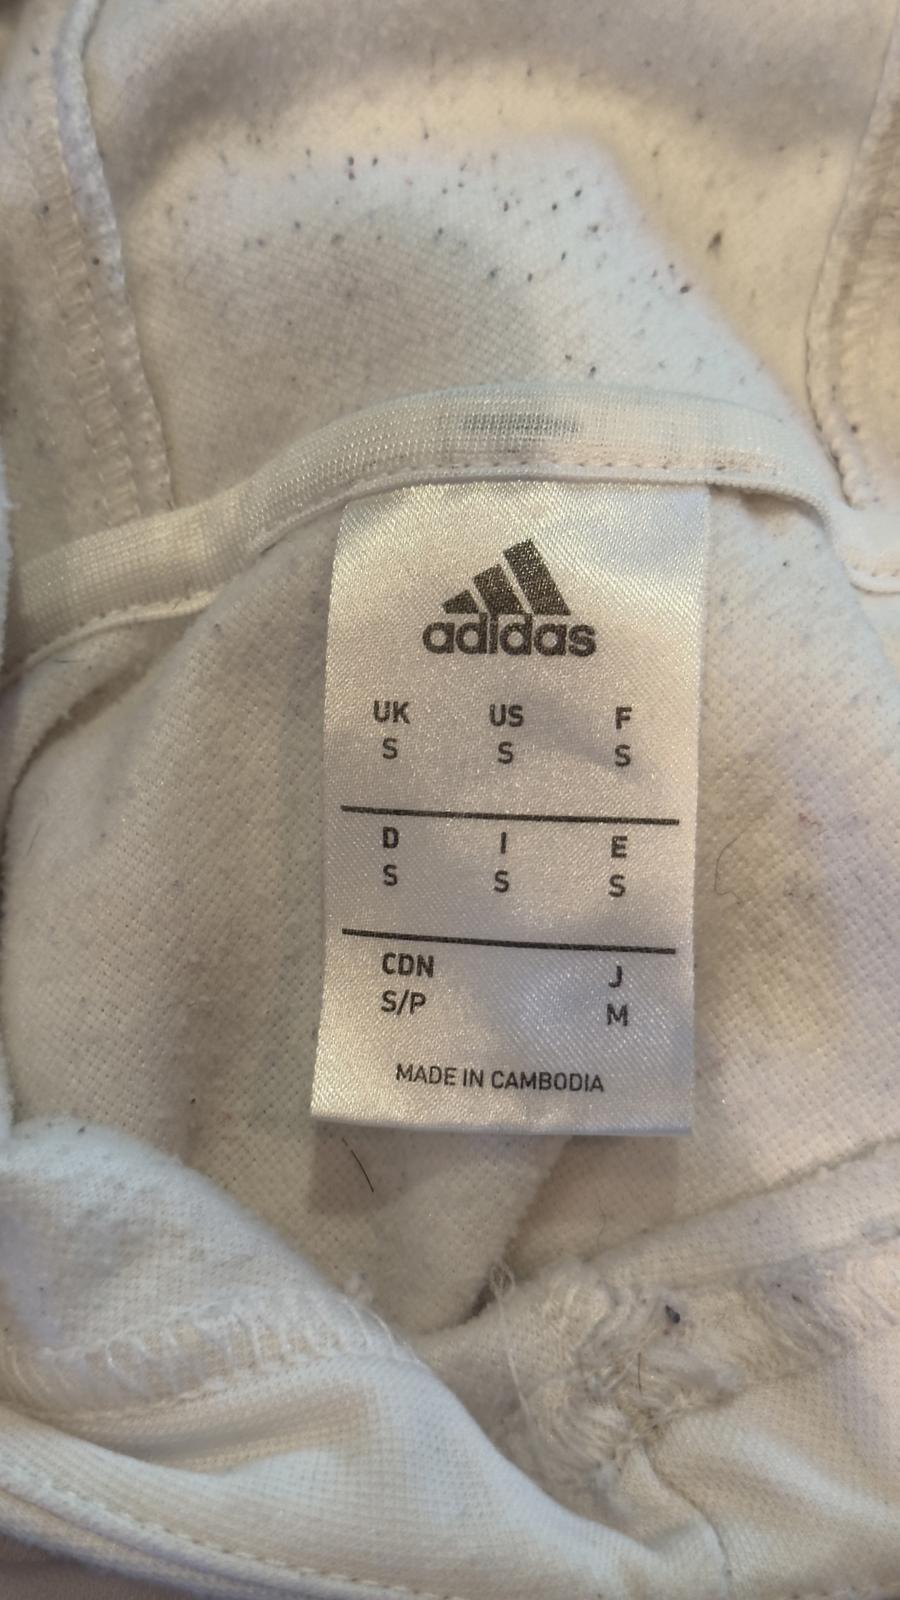 adidas
UK US F
S S S
D I E
S S S
CDN J
S/P M
MADE IN CAMBODIA